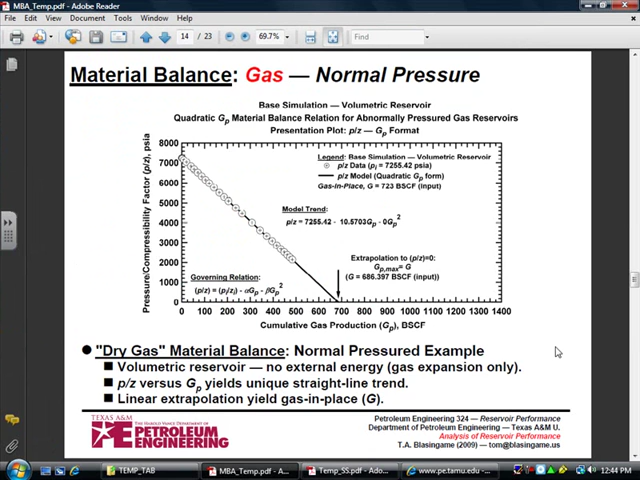 MBA_Temp.pdf - Adobe Reader
File Edit View Document Tools Window Help
14 / 23 69.7% Find
Material Balance: Gas — Normal Pressure
Base Simulation — Volumetric Reservoir
Quadratic Gp Material Balance Relation for Abnormally Pressured Gas Reservoirs
Presentation Plot: p/z — Gp Format
Pressure/Compressibility Factor (p/z), psia
8000
7000
6000
5000
4000
3000
2000
1000
0
Legend: Base Simulation — Volumetric Reservoir
p/z Data (pi = 7255.42 psia)
p/z Model (Quadratic Gp form)
Gas-in-Place, G = 723 BSCF (Input)
Model Trend:
p/z = 7255.42 - 10.5703Gp - 0Gp2
Extrapolation to (p/z)=0:
Gp,max= G
(G = 686.397 BSCF (input))
Governing Relation:
(p/z) = (pi/zi) - αGp - βGp2
0 100 200 300 400 500 600 700 800 900 1000 1100 1200 1300 1400
Cumulative Gas Production (Gp), BSCF
● "Dry Gas" Material Balance: Normal Pressured Example
■ Volumetric reservoir — no external energy (gas expansion only).
■ p/z versus Gp yields unique straight-line trend.
■ Linear extrapolation yield gas-in-place (G).
TEXAS A&M
PETROLEUM
ENGINEERING
Petroleum Engineering 324 — Reservoir Performance
Department of Petroleum Engineering — Texas A&M U.
Analysis of Reservoir Performance
T.A. Blasingame (2009) — tom@blasingame.us
TEMP_TAB MBA_Temp.pdf - A... Temp_SS.pdf - Ado... www.pe.tamu.edu -... 12:44 PM